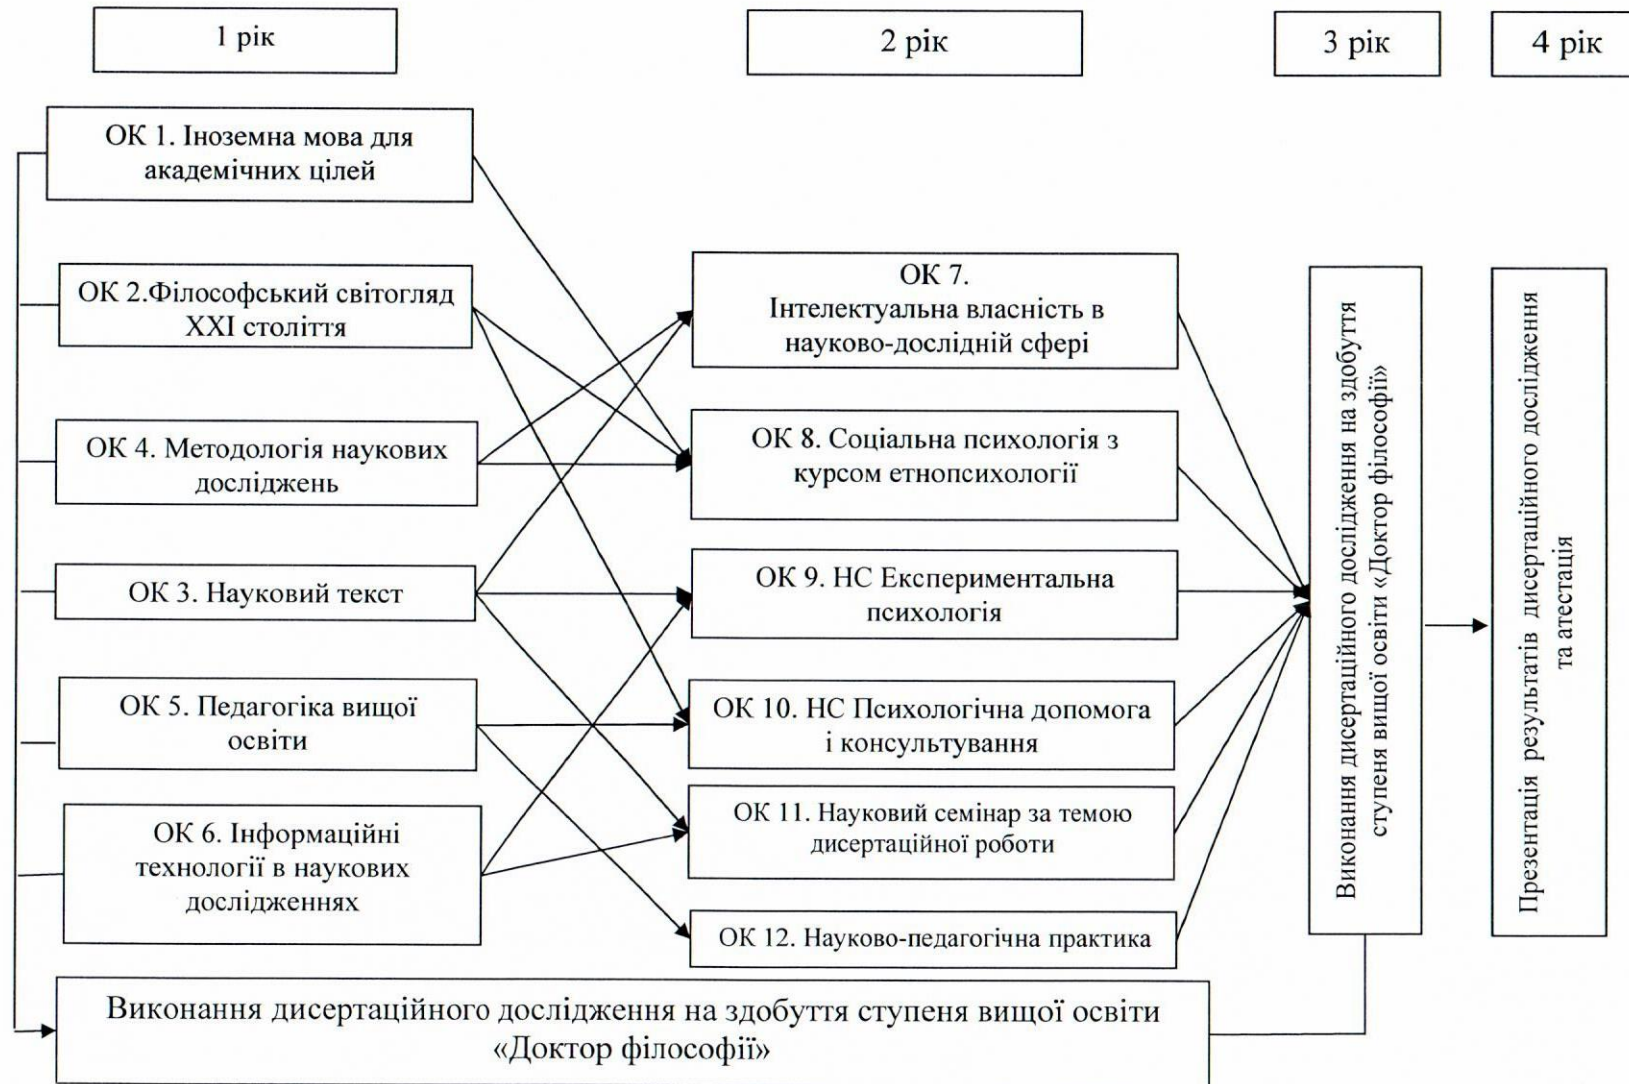 1 рік
2 рік
3 рік
4 рік
ОК 1. Іноземна мова для
академічних цілей
ОК 2.Філософський світогляд
ХХІ століття
ОК 4. Методологія наукових
досліджень
ОК 3. Науковий текст
ОК 5. Педагогіка вищої
освіти
ОК 6. Інформаційні
технології в наукових
дослідженнях
ОК 7.
Інтелектуальна власність в
науково-дослідній сфері
ОК 8. Соціальна психологія з
курсом етнопсихології
ОК 9. НС Експериментальна
психологія
ОК 10. НС Психологічна допомога
і консультування
ОК 11. Науковий семінар за темою
дисертаційної роботи
ОК 12. Науково-педагогічна практика
Виконання дисертаційного дослідження на здобуття
ступеня вищої освіти «Доктор філософії»
Презентація результатів дисертаційного дослідження
та атестація
Виконання дисертаційного дослідження на здобуття ступеня вищої освіти
«Доктор філософії»